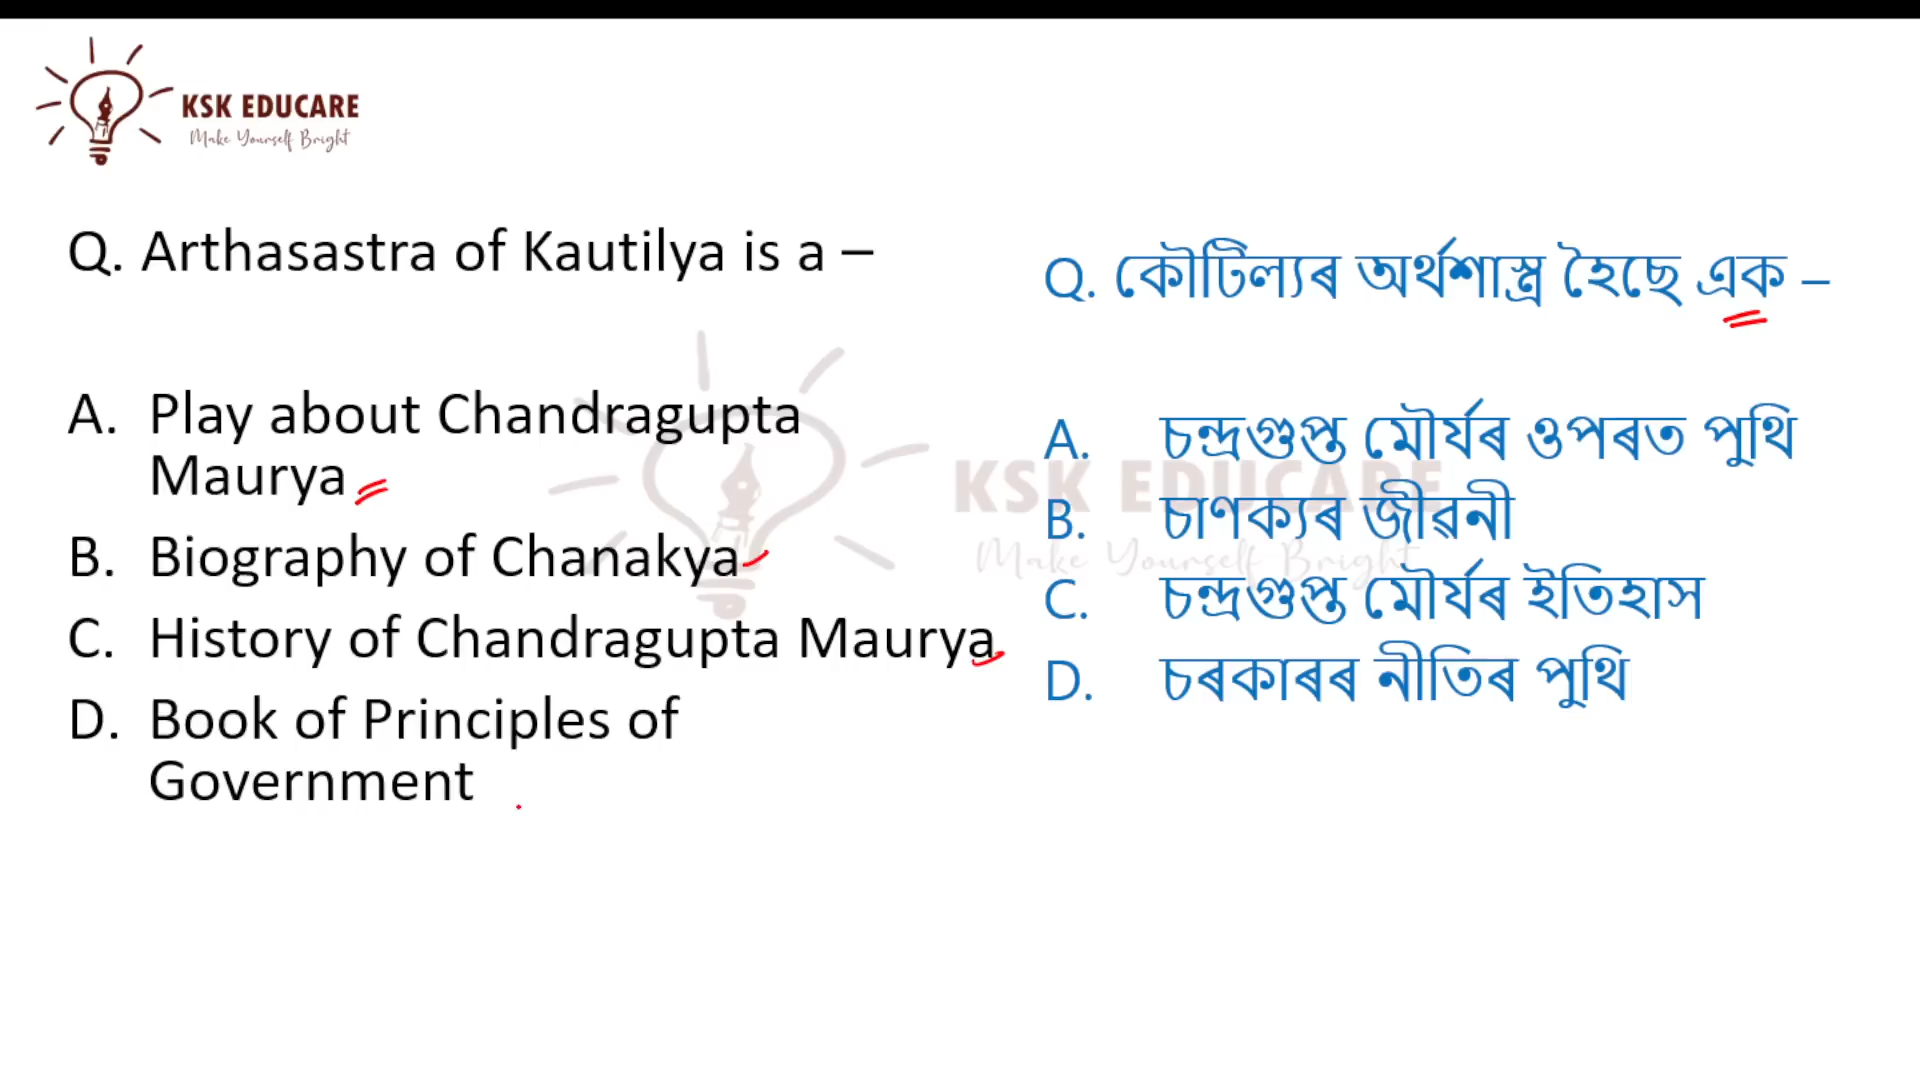 KSK EDUCARE
Make Yourself Bright
Q. Arthasastra of Kautilya is a –
A. Play about Chandragupta
Maurya
B. Biography of Chanakya
C. History of Chandragupta Maurya
D. Book of Principles of
Government
Q. কৌটিল্যৰ অৰ্থশাস্ত্ৰ হৈছে এক –
A. চন্দ্ৰগুপ্ত মৌৰ্যৰ ওপৰত পুথি
B. চাণক্যৰ জীৱনী
C. চন্দ্ৰগুপ্ত মৌৰ্যৰ ইতিহাস
D. চৰকাৰৰ নীতিৰ পুথি
KSK EDUCARE
Make Yourself Bright